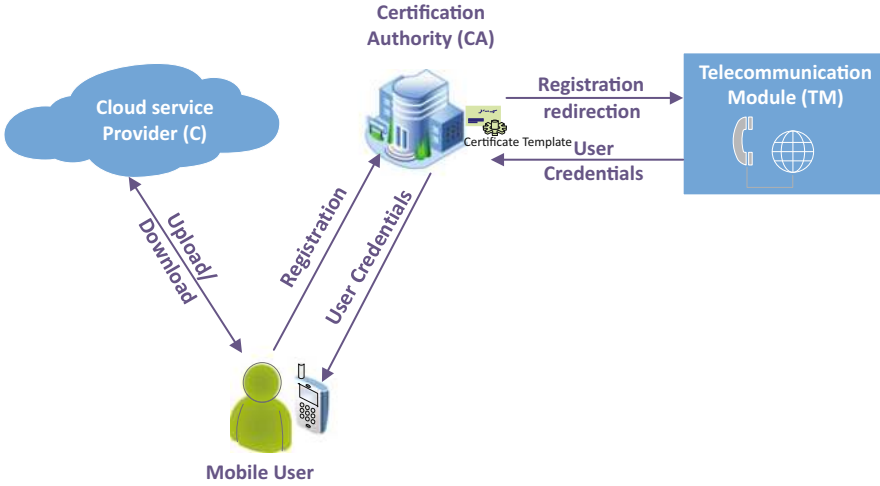 Certification
Authority (CA)
Cloud service
Provider (C)
Certificate Template
Registration
redirection
User
Credentials
Telecommunication
Module (TM)
Upload/
Download
Registration
User Credentials
Mobile User